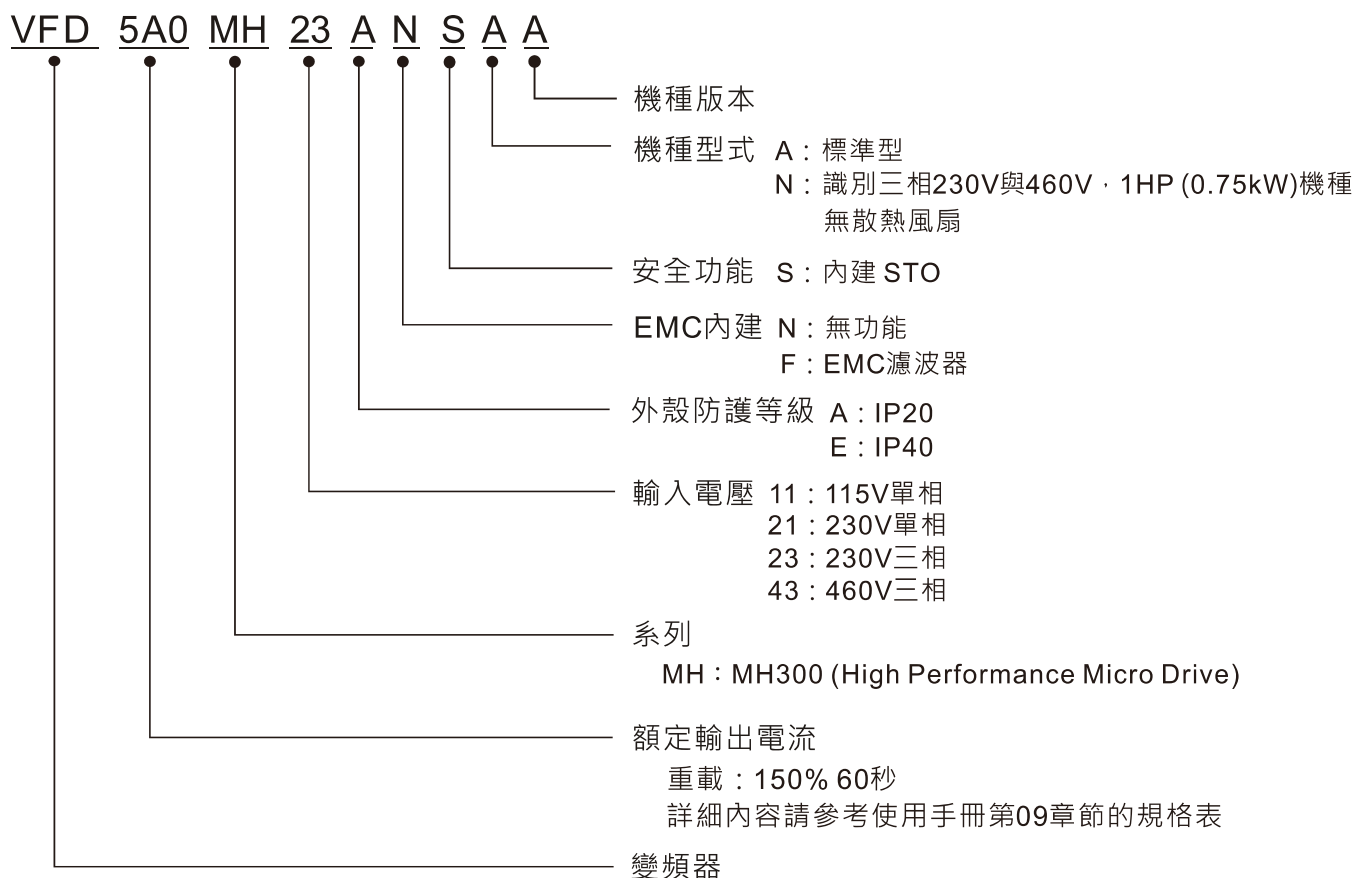 VFD 5A0 MH 23 A N S A A
機種版本
機種型式 A：標準型
N：識別三相230V與460V，1HP (0.75kW)機種
無散熱風扇
安全功能 S：內建 STO
EMC內建 N：無功能
F：EMC濾波器
外殼防護等級 A：IP20
E：IP40
輸入電壓 11：115V單相
21：230V單相
23：230V三相
43：460V三相
系列
MH：MH300 (High Performance Micro Drive)
額定輸出電流
重載：150% 60秒
詳細內容請參考使用手冊第09章節的規格表
變頻器